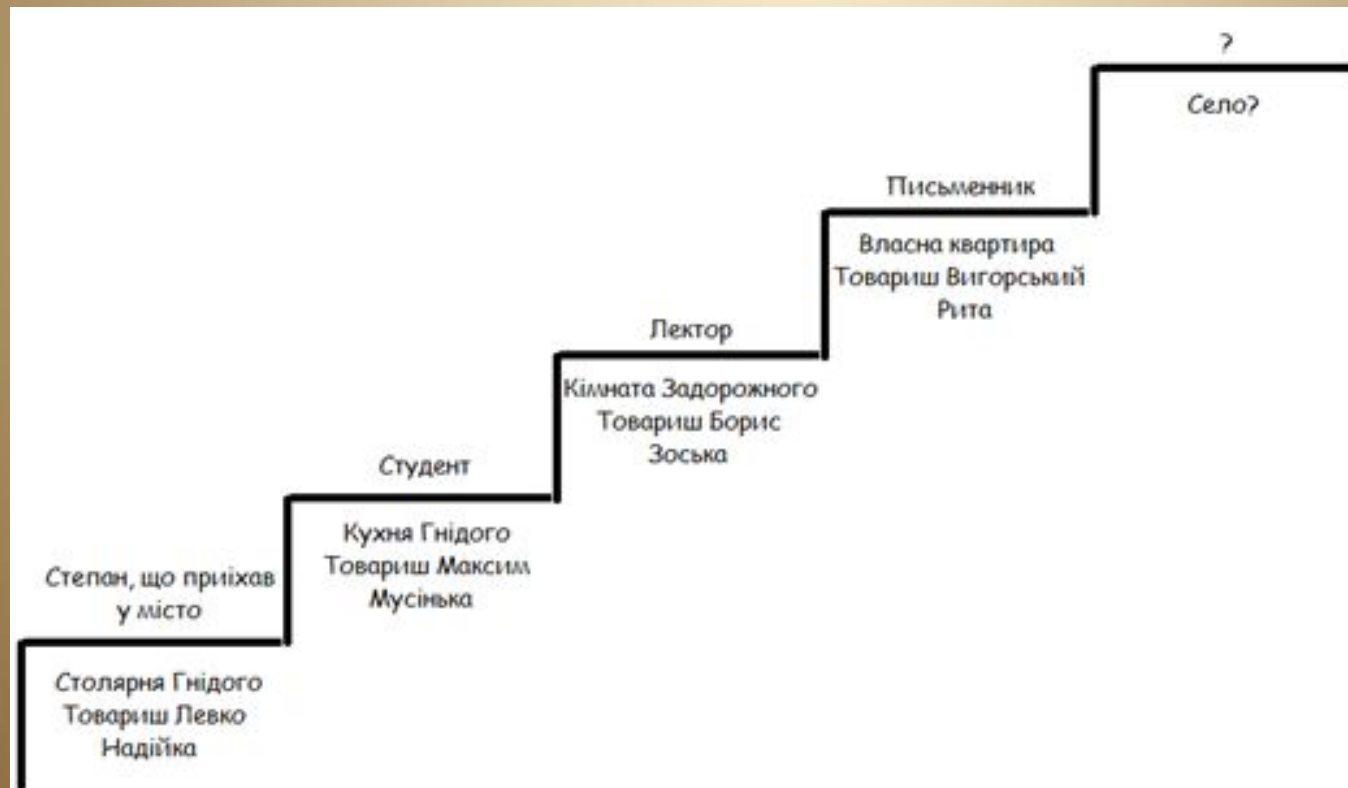 ?
Село?
Письменник
Власна квартира
Товариш Вигорський
Рита
Лектор
Кімната Задорожного
Товариш Борис
Зоська
Студент
Кухня Гнідого
Товариш Максим
Мусінька
Степан, що приїхав
у місто
Столярня Гнідого
Товариш Левко
Надійка